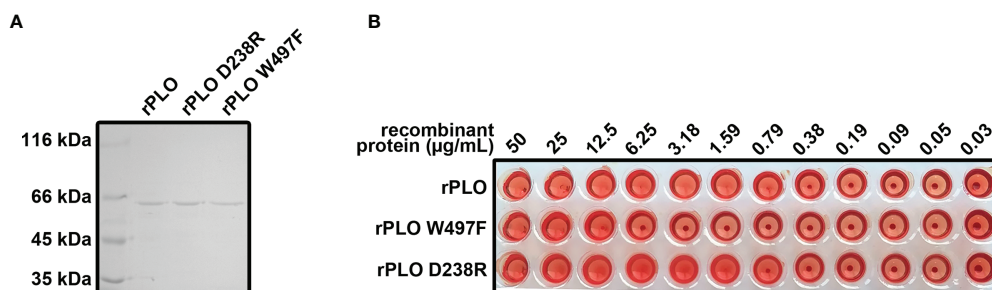 A
rPLO
rPLO D238R
rPLO W497F
116 kDa
66 kDa
45 kDa
35 kDa
B
recombinant
protein (µg/mL)
50 25 12.5 6.25 3.18 1.59 0.79 0.38 0.19 0.09 0.05 0.03
rPLO
rPLO W497F
rPLO D238R